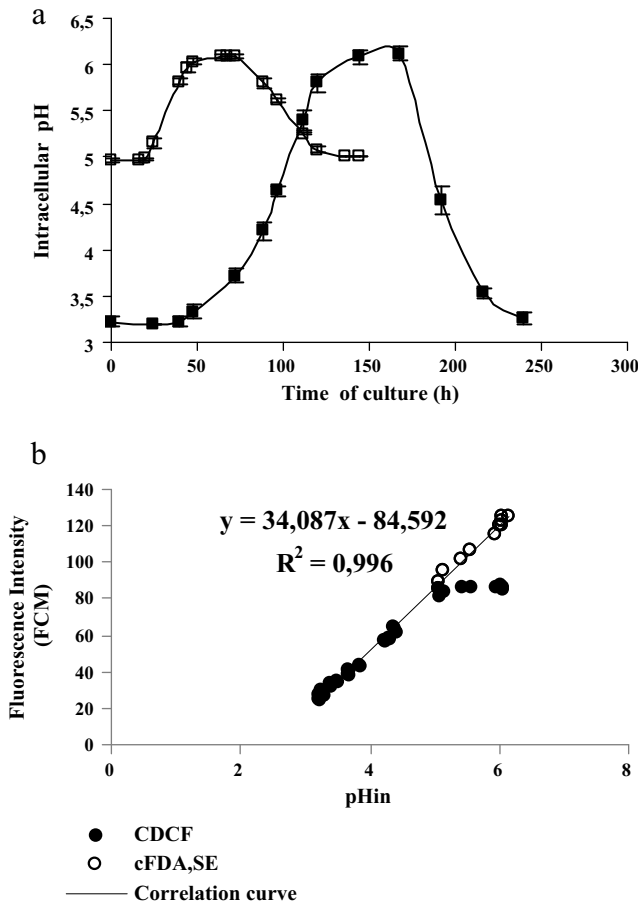 a
Intracellular pH
6,5
6
5,5
5
4,5
4
3,5
3
0
50
100
150
200
250
300
Time of culture (h)
b
Fluorescence Intensity
(FCM)
140
120
100
80
60
40
20
0
y = 34,087x - 84,592
R² = 0,996
0
2
4
6
8
pHin
CDCF
cFDA,SE
Correlation curve